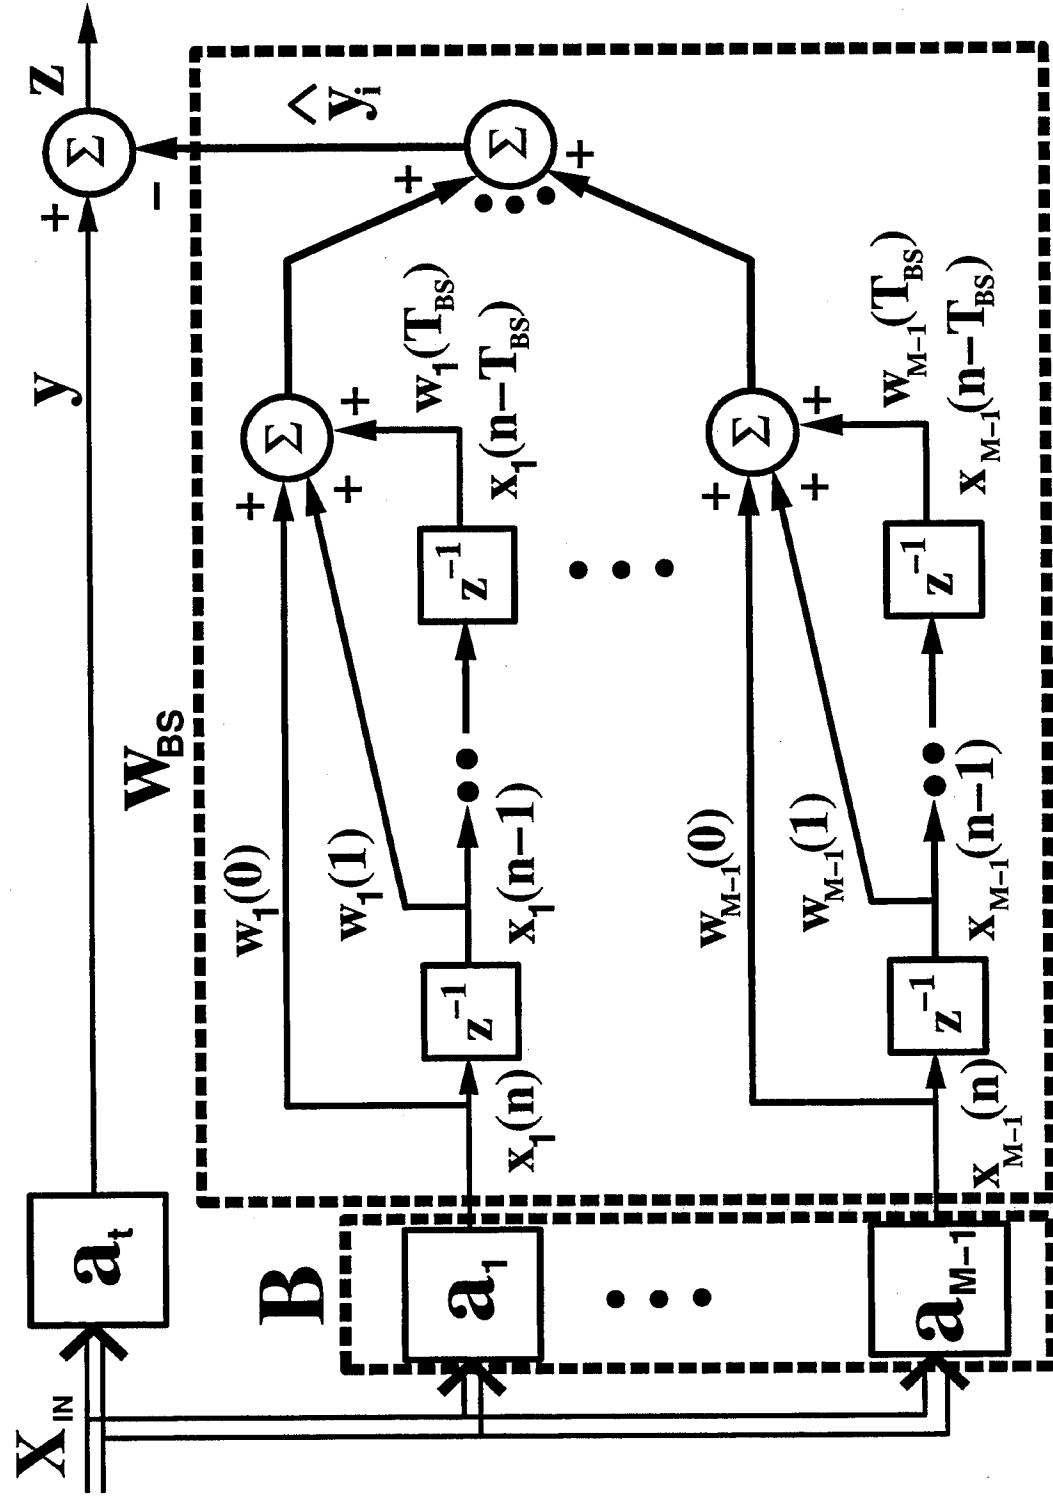 X_IN
a_t
y
+
−
Σ
z
B
a_1
a_M−1
W_BS
x_1(n)
z^−1
x_1(n−1)
z^−1
x_1(n−T_BS)
w_1(0)
w_1(1)
w_1(T_BS)
+
+
+
Σ
x_M−1(n)
z^−1
x_M−1(n−1)
z^−1
x_M−1(n−T_BS)
w_M−1(0)
w_M−1(1)
w_M−1(T_BS)
+
+
+
Σ
+
+
Σ
ŷ_i